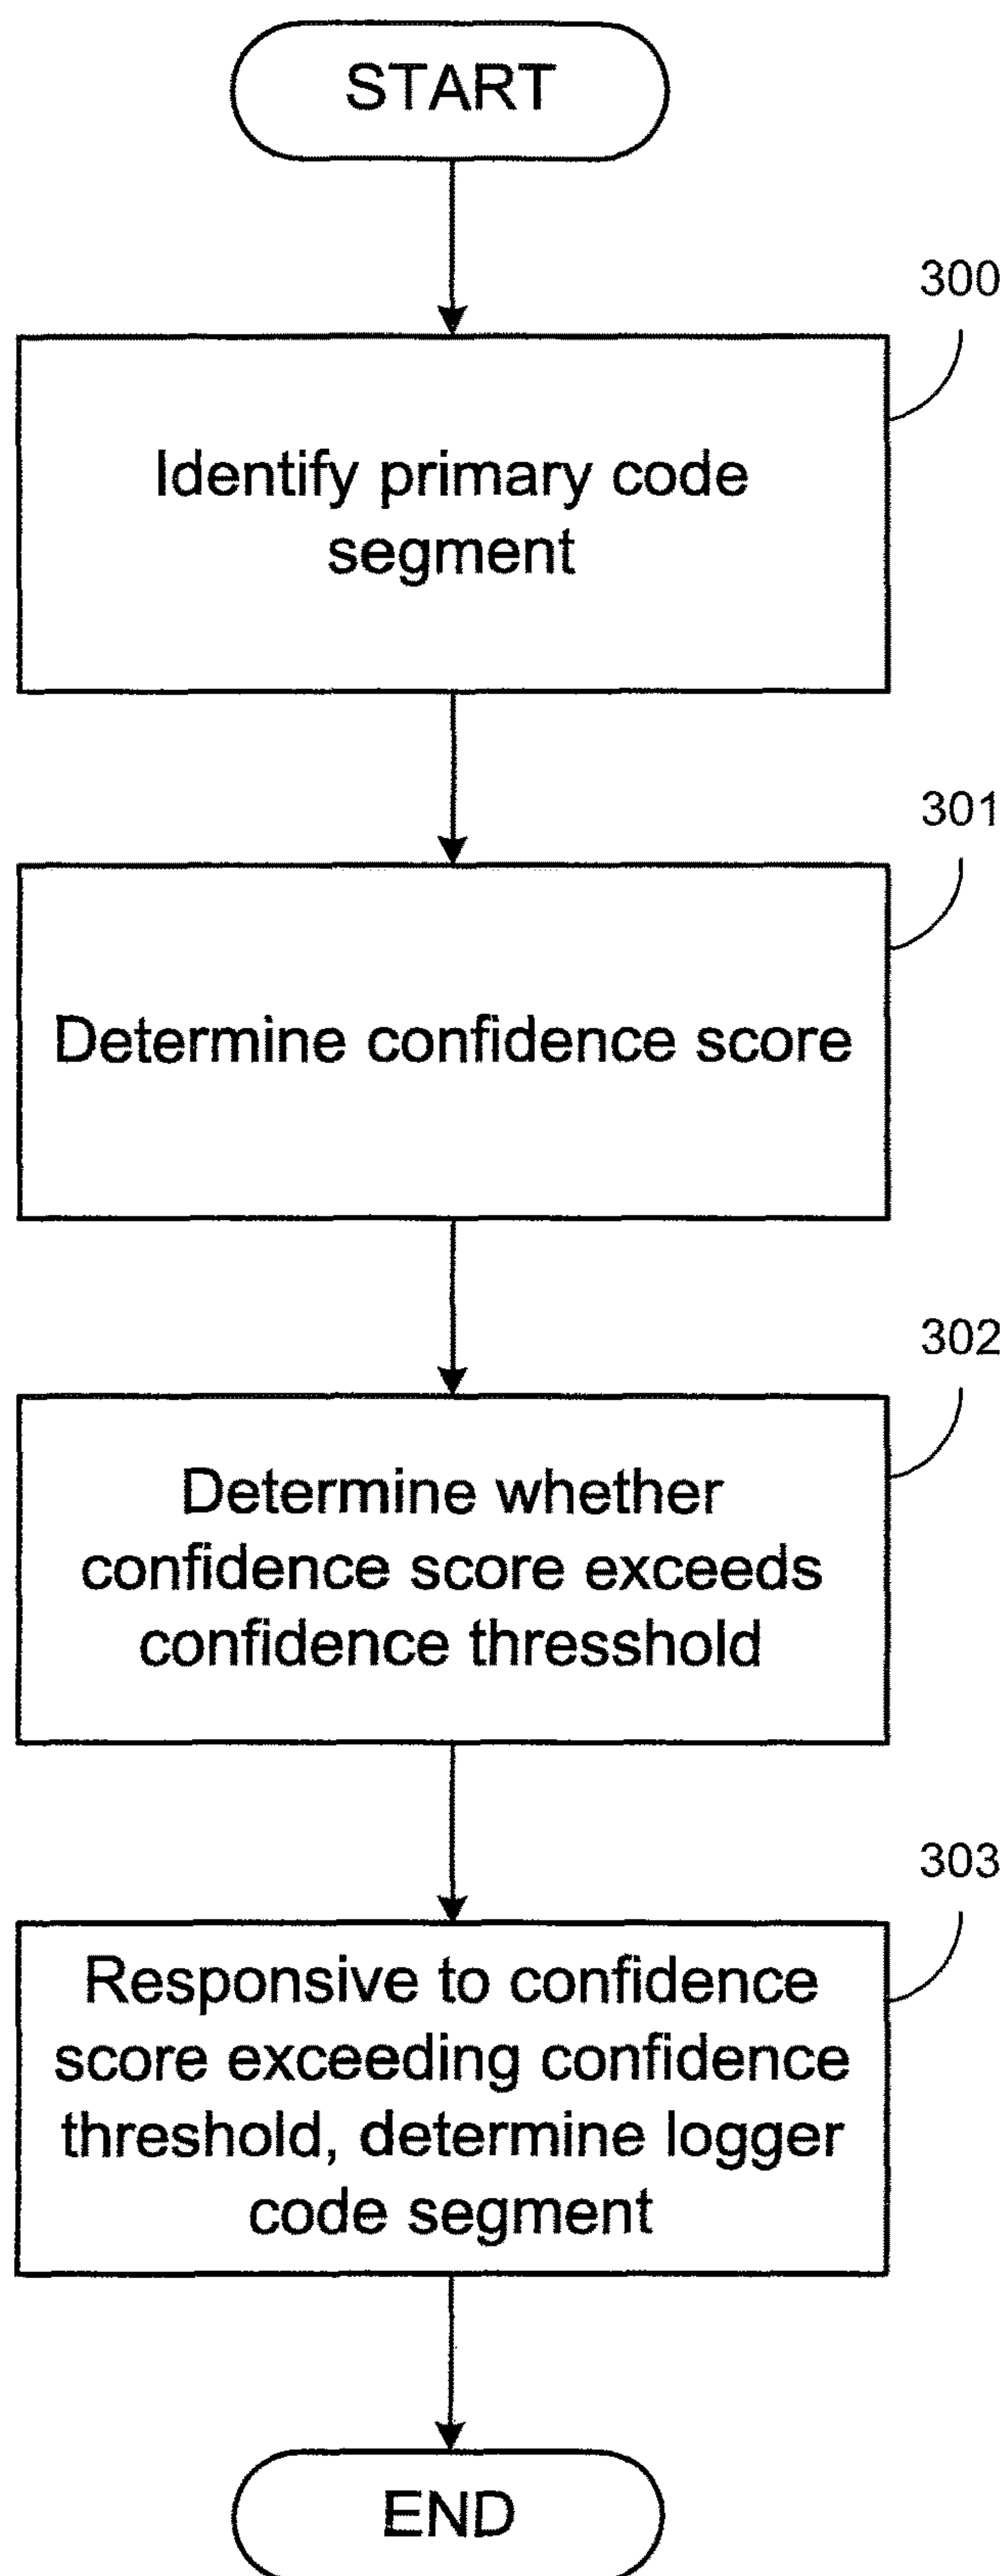 START
300
Identify primary code
segment
301
Determine confidence score
302
Determine whether
confidence score exceeds
confidence thresshold
303
Responsive to confidence
score exceeding confidence
threshold, determine logger
code segment
END